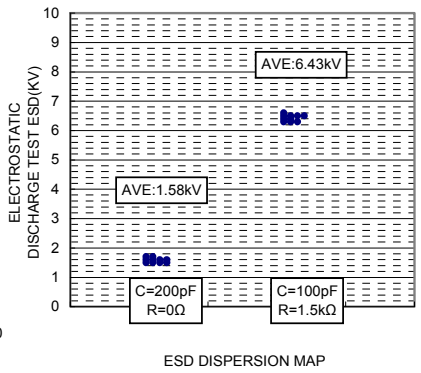 10
9
8
7
6
5
4
3
2
1
0
ELECTROSTATIC
DISCHARGE TEST ESD(KV)
AVE:6.43kV
AVE:1.58kV
C=200pF
R=0Ω
C=100pF
R=1.5kΩ
0
ESD DISPERSION MAP